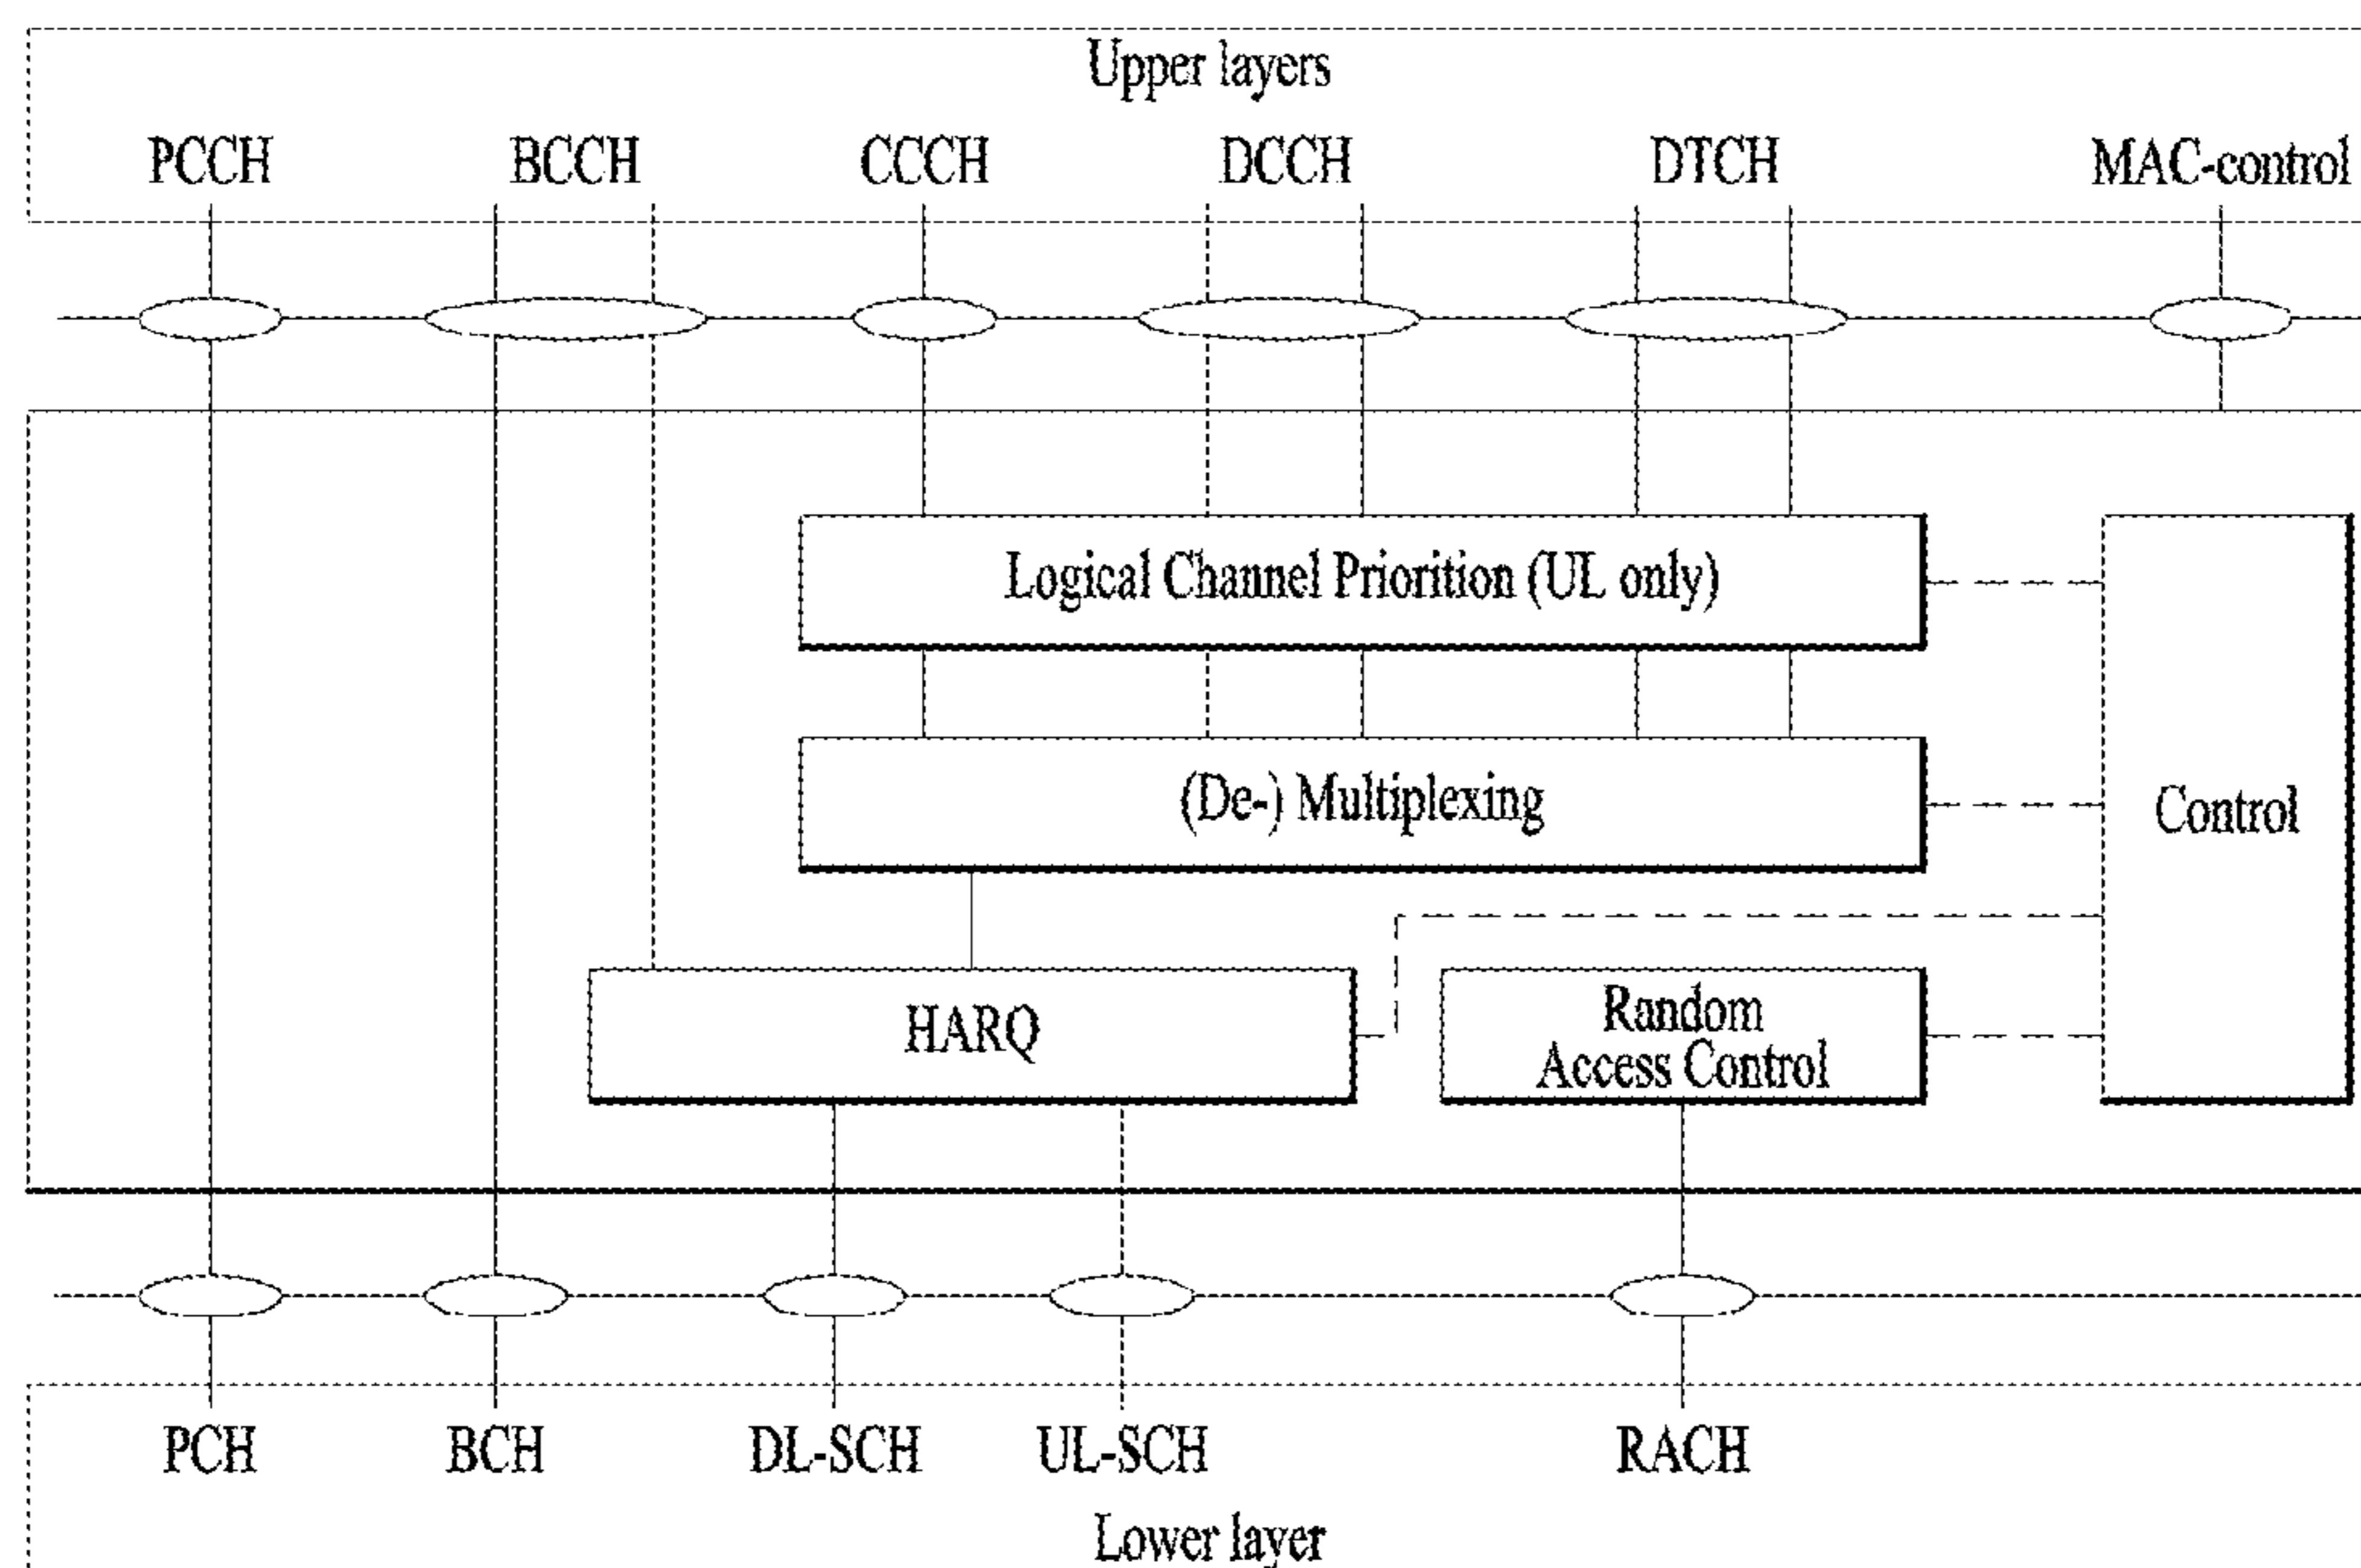 Upper layers
PCCH BCCH CCCH DCCH DTCH MAC-control
Logical Channel Priorition (UL only)
(De-) Multiplexing
Control
HARQ
Random
Access Control
PCH BCH DL-SCH UL-SCH RACH
Lower layer